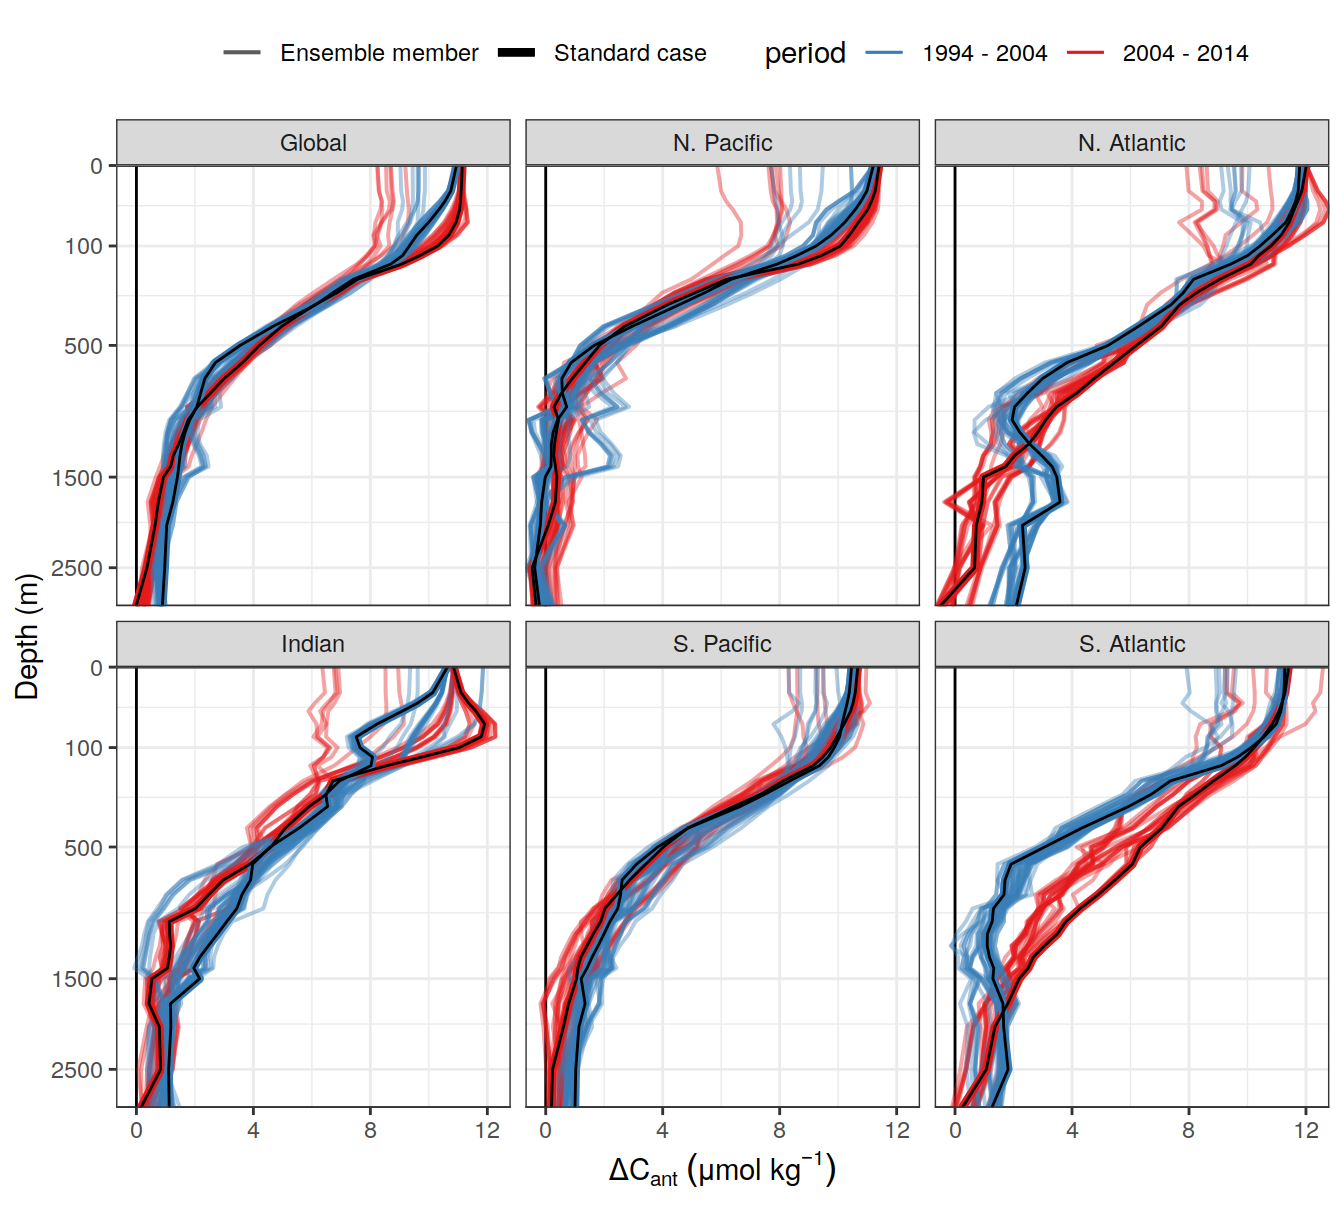 Ensemble member Standard case period 1994 - 2004 2004 - 2014
Global N. Pacific N. Atlantic
0
100
500
1500
2500
Depth (m)
Indian S. Pacific S. Atlantic
0
100
500
1500
2500
0 4 8 12 0 4 8 12 0 4 8 12
ΔCant (μmol kg⁻¹)